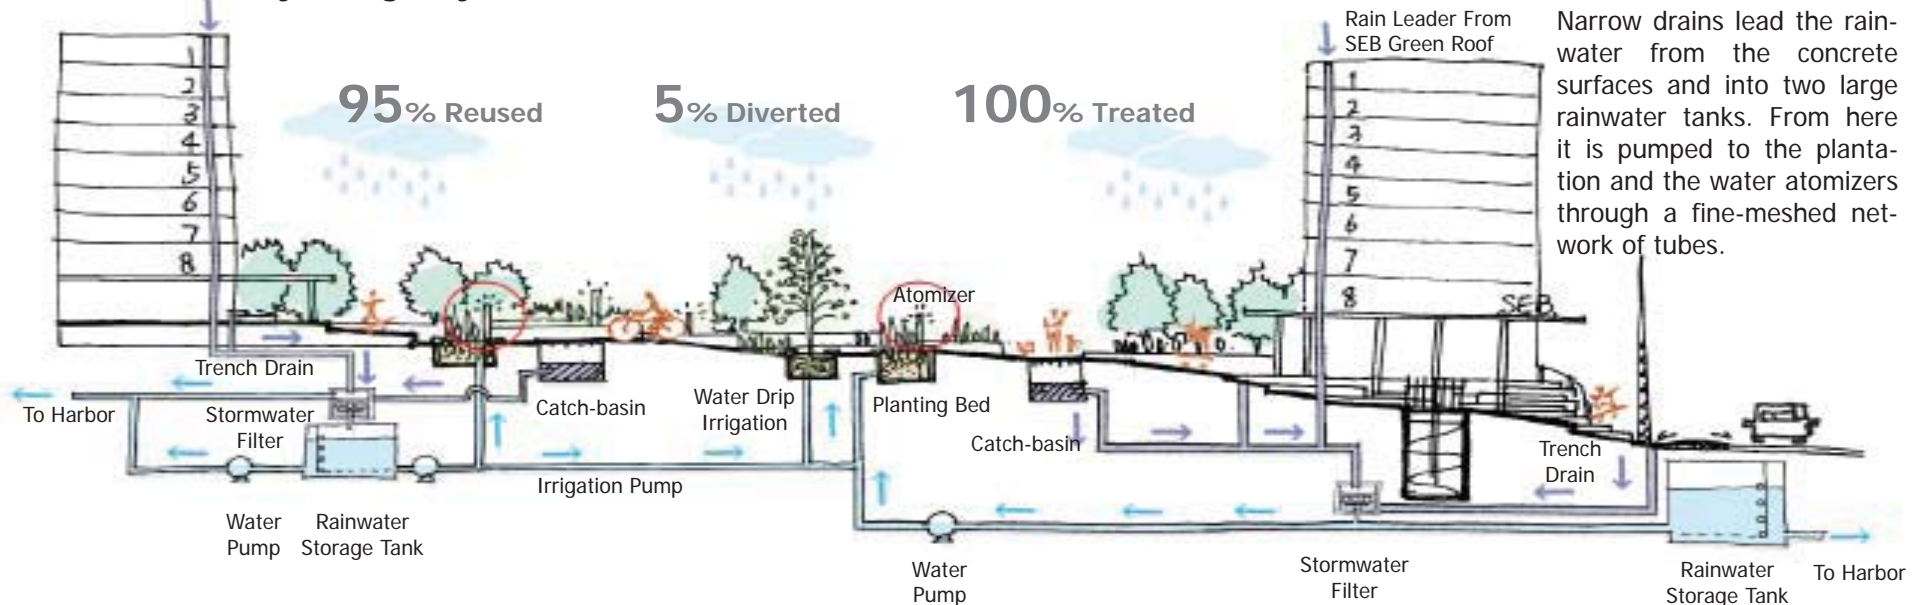 1
2
3
4
5
6
7
8
95% Reused
5% Diverted
100% Treated
Rain Leader From
SEB Green Roof
1
2
3
4
5
6
7
8
SEB
Narrow drains lead the rain-
water from the concrete
surfaces and into two large
rainwater tanks. From here
it is pumped to the planta-
tion and the water atomizers
through a fine-meshed net-
work of tubes.
Atomizer
Trench Drain
To Harbor
Stormwater
Filter
Catch-basin
Water Drip
Irrigation
Planting Bed
Catch-basin
Trench
Drain
Irrigation Pump
Water
Pump
Rainwater
Storage Tank
Water
Pump
Stormwater
Filter
Rainwater
Storage Tank
To Harbor